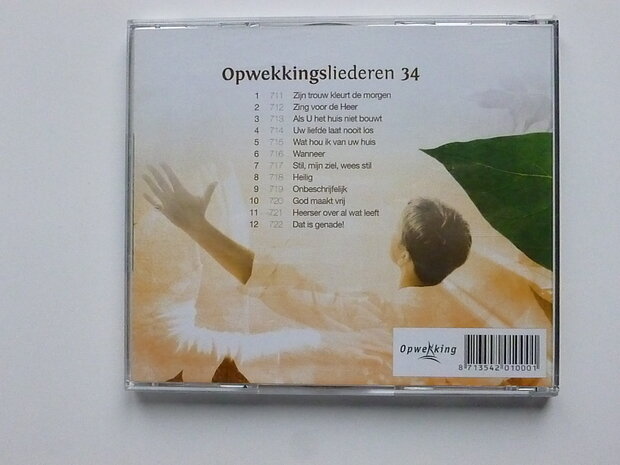 Opwekkingsliederen 34
1 711 Zijn trouw kleurt de morgen
2 712 Zing voor de Heer
3 713 Als U het huis niet bouwt
4 714 Uw liefde laat nooit los
5 715 Wat hou ik van uw huis
6 716 Wanneer
7 717 Stil, mijn ziel, wees stil
8 718 Heilig
9 719 Onbeschrijfelijk
10 720 God maakt vrij
11 721 Heerser over al wat leeft
12 722 Dat is genade!
Opwekking
8 713542 010001